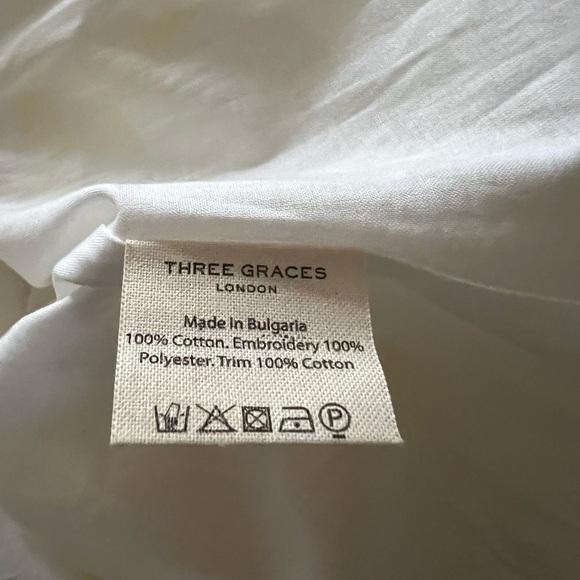 THREE GRACES
LONDON
Made in Bulgaria
100% Cotton. Embroidery 100%
Polyester. Trim 100% Cotton
P